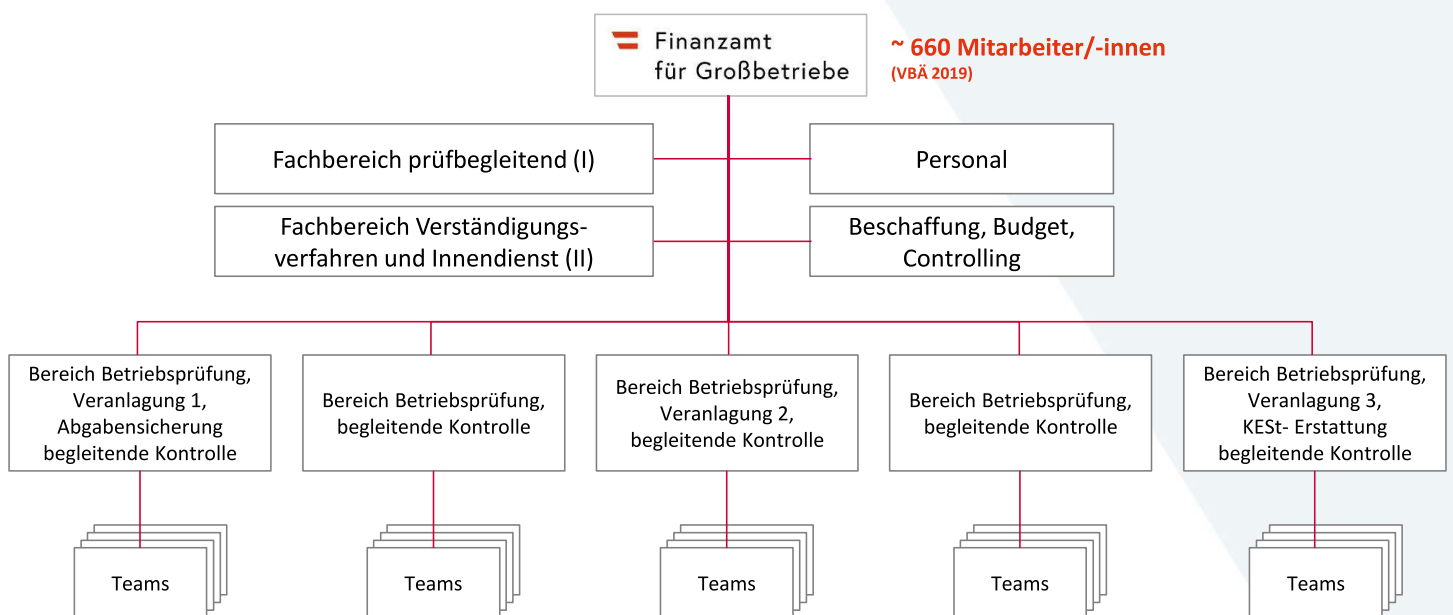 Finanzamt
für Großbetriebe
~ 660 Mitarbeiter/-innen
(VBÄ 2019)
Fachbereich prüfbegleitend (I)
Personal
Fachbereich Verständigungs-
verfahren und Innendienst (II)
Beschaffung, Budget,
Controlling
Bereich Betriebsprüfung,
Veranlagung 1,
Abgabensicherung
begleitende Kontrolle
Bereich Betriebsprüfung,
begleitende Kontrolle
Bereich Betriebsprüfung,
Veranlagung 2,
begleitende Kontrolle
Bereich Betriebsprüfung,
begleitende Kontrolle
Bereich Betriebsprüfung,
Veranlagung 3,
KESt- Erstattung
begleitende Kontrolle
Teams
Teams
Teams
Teams
Teams